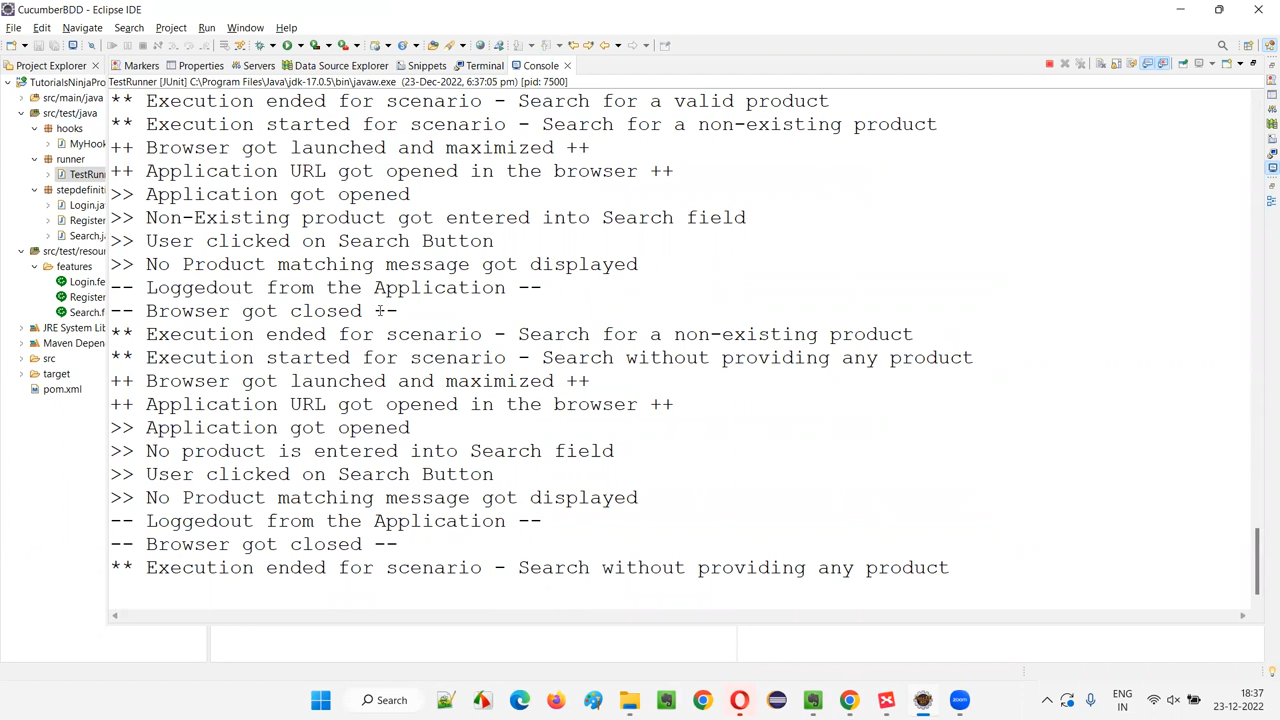 CucumberBDD - Eclipse IDE
File Edit Navigate Search Project Run Window Help
Project Explorer
Markers Properties Servers Data Source Explorer Snippets Terminal Console
TutorialsNinjaPro
src/main/java
src/test/java
hooks
MyHook
runner
TestRunn
stepdefinit
Login.ja
Register
Search.j
src/test/resour
features
Login.fe
Register
Search.f
JRE System Lib
Maven Depen
src
target
pom.xml
TestRunner [JUnit] C:\Program Files\Java\jdk-17.0.5\bin\javaw.exe (23-Dec-2022, 6:37:05 pm) [pid: 7500]
** Execution ended for scenario - Search for a valid product
** Execution started for scenario - Search for a non-existing product
++ Browser got launched and maximized ++
++ Application URL got opened in the browser ++
>> Application got opened
>> Non-Existing product got entered into Search field
>> User clicked on Search Button
>> No Product matching message got displayed
-- Loggedout from the Application --
-- Browser got closed --
** Execution ended for scenario - Search for a non-existing product
** Execution started for scenario - Search without providing any product
++ Browser got launched and maximized ++
++ Application URL got opened in the browser ++
>> Application got opened
>> No product is entered into Search field
>> User clicked on Search Button
>> No Product matching message got displayed
-- Loggedout from the Application --
-- Browser got closed --
** Execution ended for scenario - Search without providing any product
Search
ENG
IN
18:37
23-12-2022
zoom